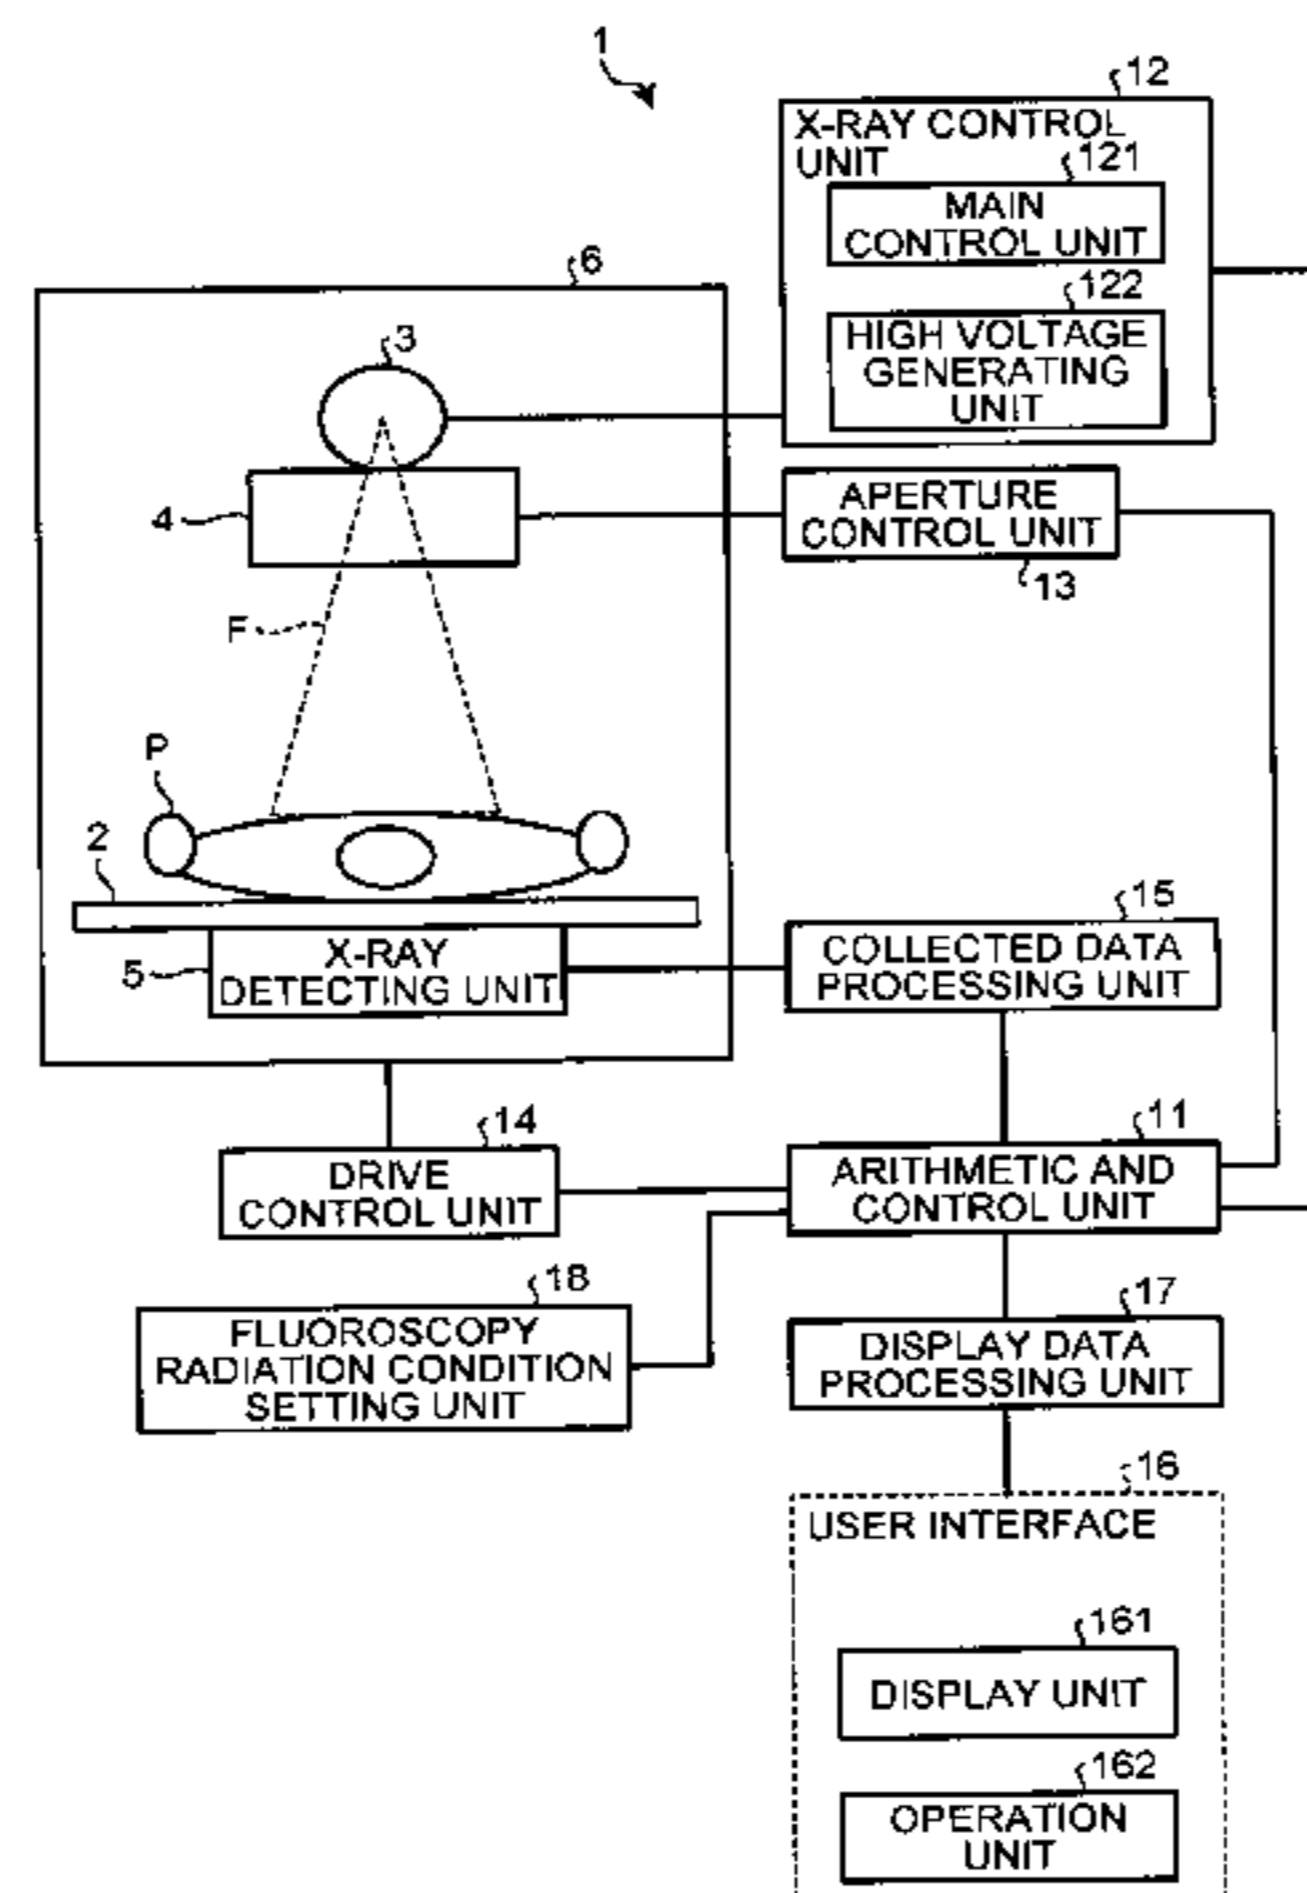 1
12
X-RAY CONTROL
UNIT
121
MAIN
CONTROL UNIT
122
HIGH VOLTAGE
GENERATING
UNIT
6
3
4
APERTURE
CONTROL UNIT
13
F
P
2
5
X-RAY
DETECTING UNIT
15
COLLECTED DATA
PROCESSING UNIT
14
DRIVE
CONTROL UNIT
11
ARITHMETIC AND
CONTROL UNIT
18
FLUOROSCOPY
RADIATION CONDITION
SETTING UNIT
17
DISPLAY DATA
PROCESSING UNIT
16
USER INTERFACE
161
DISPLAY UNIT
162
OPERATION
UNIT